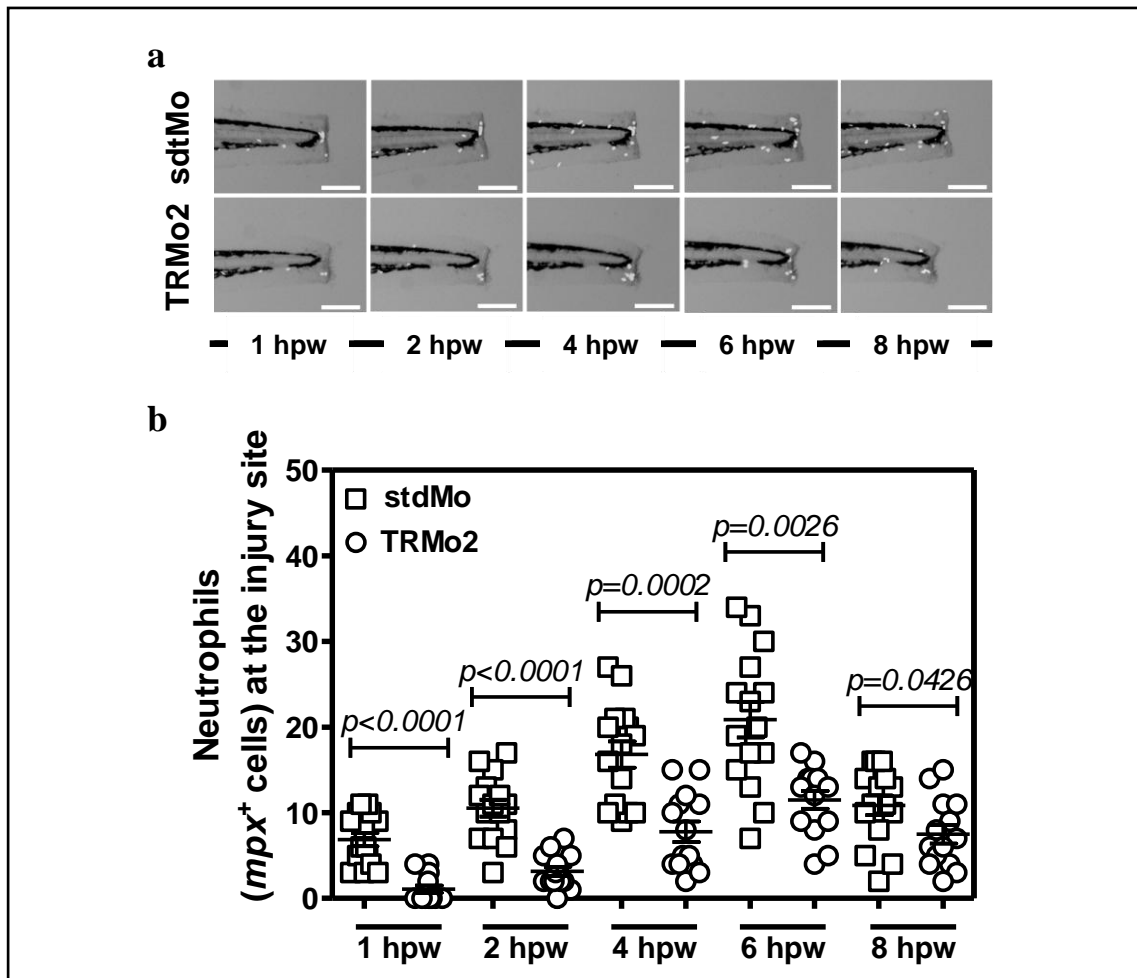 a
sdtMo
TRMo2
1 hpw
2 hpw
4 hpw
6 hpw
8 hpw
b
Neutrophils
(mpx+ cells) at the injury site
50
40
30
20
10
0
stdMo
TRMo2
p<0.0001
p<0.0001
p=0.0002
p=0.0026
p=0.0426
1 hpw
2 hpw
4 hpw
6 hpw
8 hpw